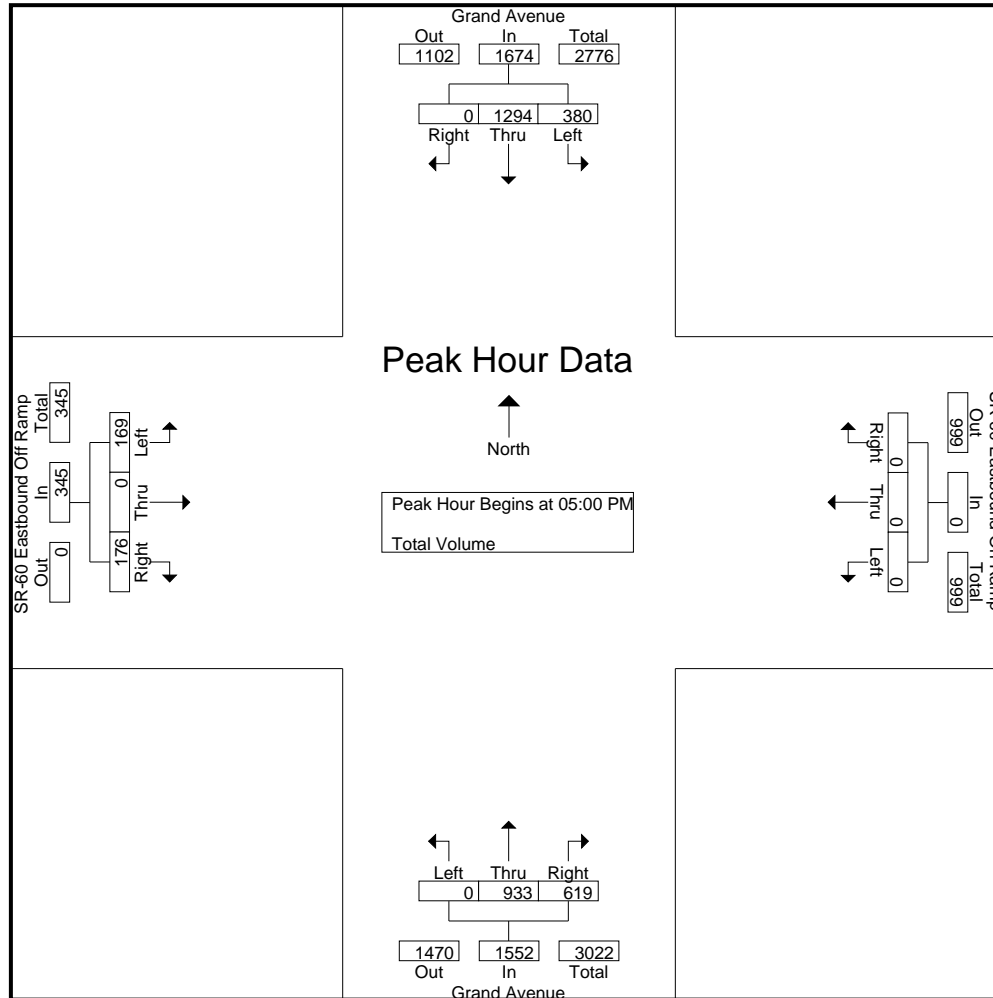 Grand Avenue
Out In Total
1102 1674 2776
0 1294 380
Right Thru Left
Peak Hour Data
North
Peak Hour Begins at 05:00 PM
Total Volume
SR-60 Eastbound Off Ramp
Total In Out
345 345 0
169 0 176
Left Thru Right
Out In Total
999 0 999
0 0 0
Right Thru Left
Left Thru Right
0 933 619
1470 1552 3022
Out In Total
Grand Avenue